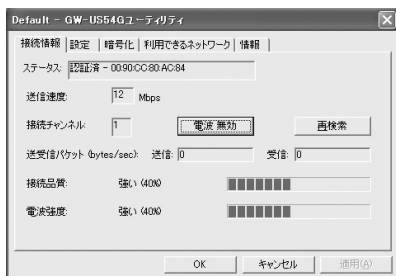 Default - GW-US54Gユーティリティ
接続情報 設定 暗号化 利用できるネットワーク 情報
ステータス: 認証済 - 00:90:CC:80:AC:84
送信速度: 12 Mbps
接続チャンネル: 1 電波 無効 再検索
送受信パケット (bytes/sec): 送信: 0 受信: 0
接続品質: 強い (40%)
電波強度: 強い (40%)
OK キャンセル 適用(A)